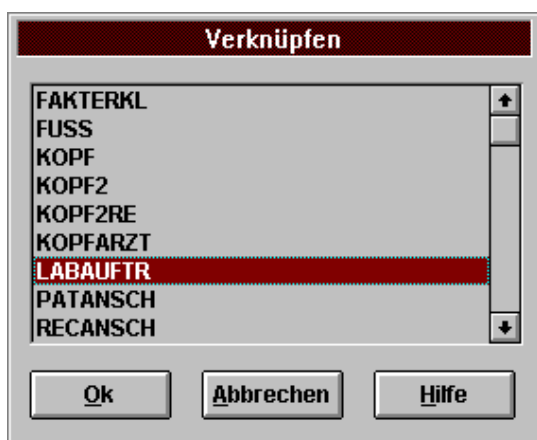 Verknüpfen
FAKTERKL
FUSS
KOPF
KOPF2
KOPF2RE
KOPFARZT
LABAUFTR
PATANSCH
RECANSCH
Ok Abbrechen Hilfe